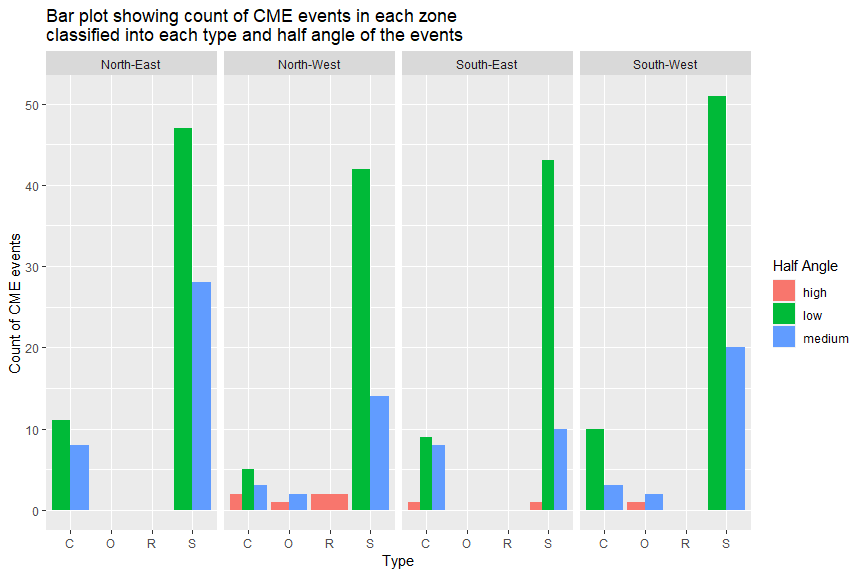 Bar plot showing count of CME events in each zone
classified into each type and half angle of the events
North-East
North-West
South-East
South-West
50
40
30
20
10
0
Count of CME events
C O R S
C O R S
C O R S
C O R S
Type
Half Angle
high
low
medium